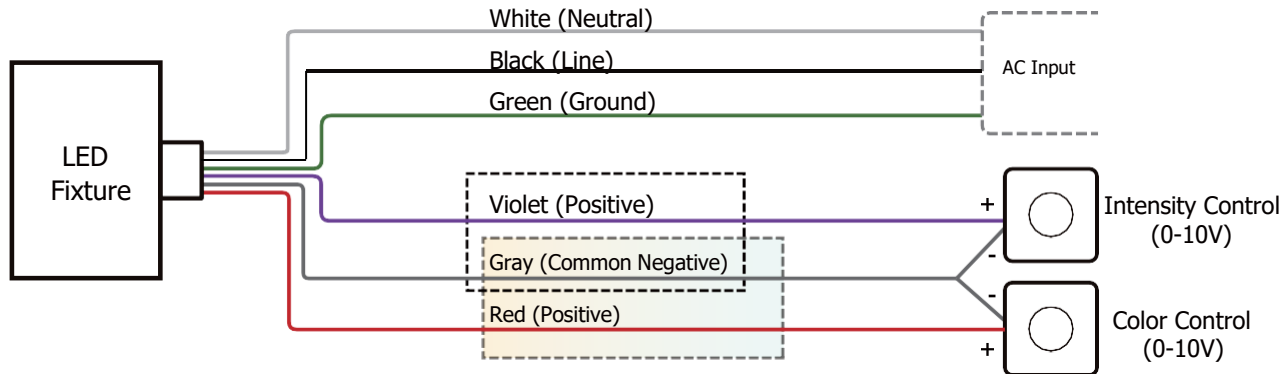 White (Neutral)
Black (Line)
AC Input
Green (Ground)
LED
Fixture
Violet (Positive)
+
Intensity Control
(0-10V)
-
Gray (Common Negative)
-
Red (Positive)
Color Control
(0-10V)
+